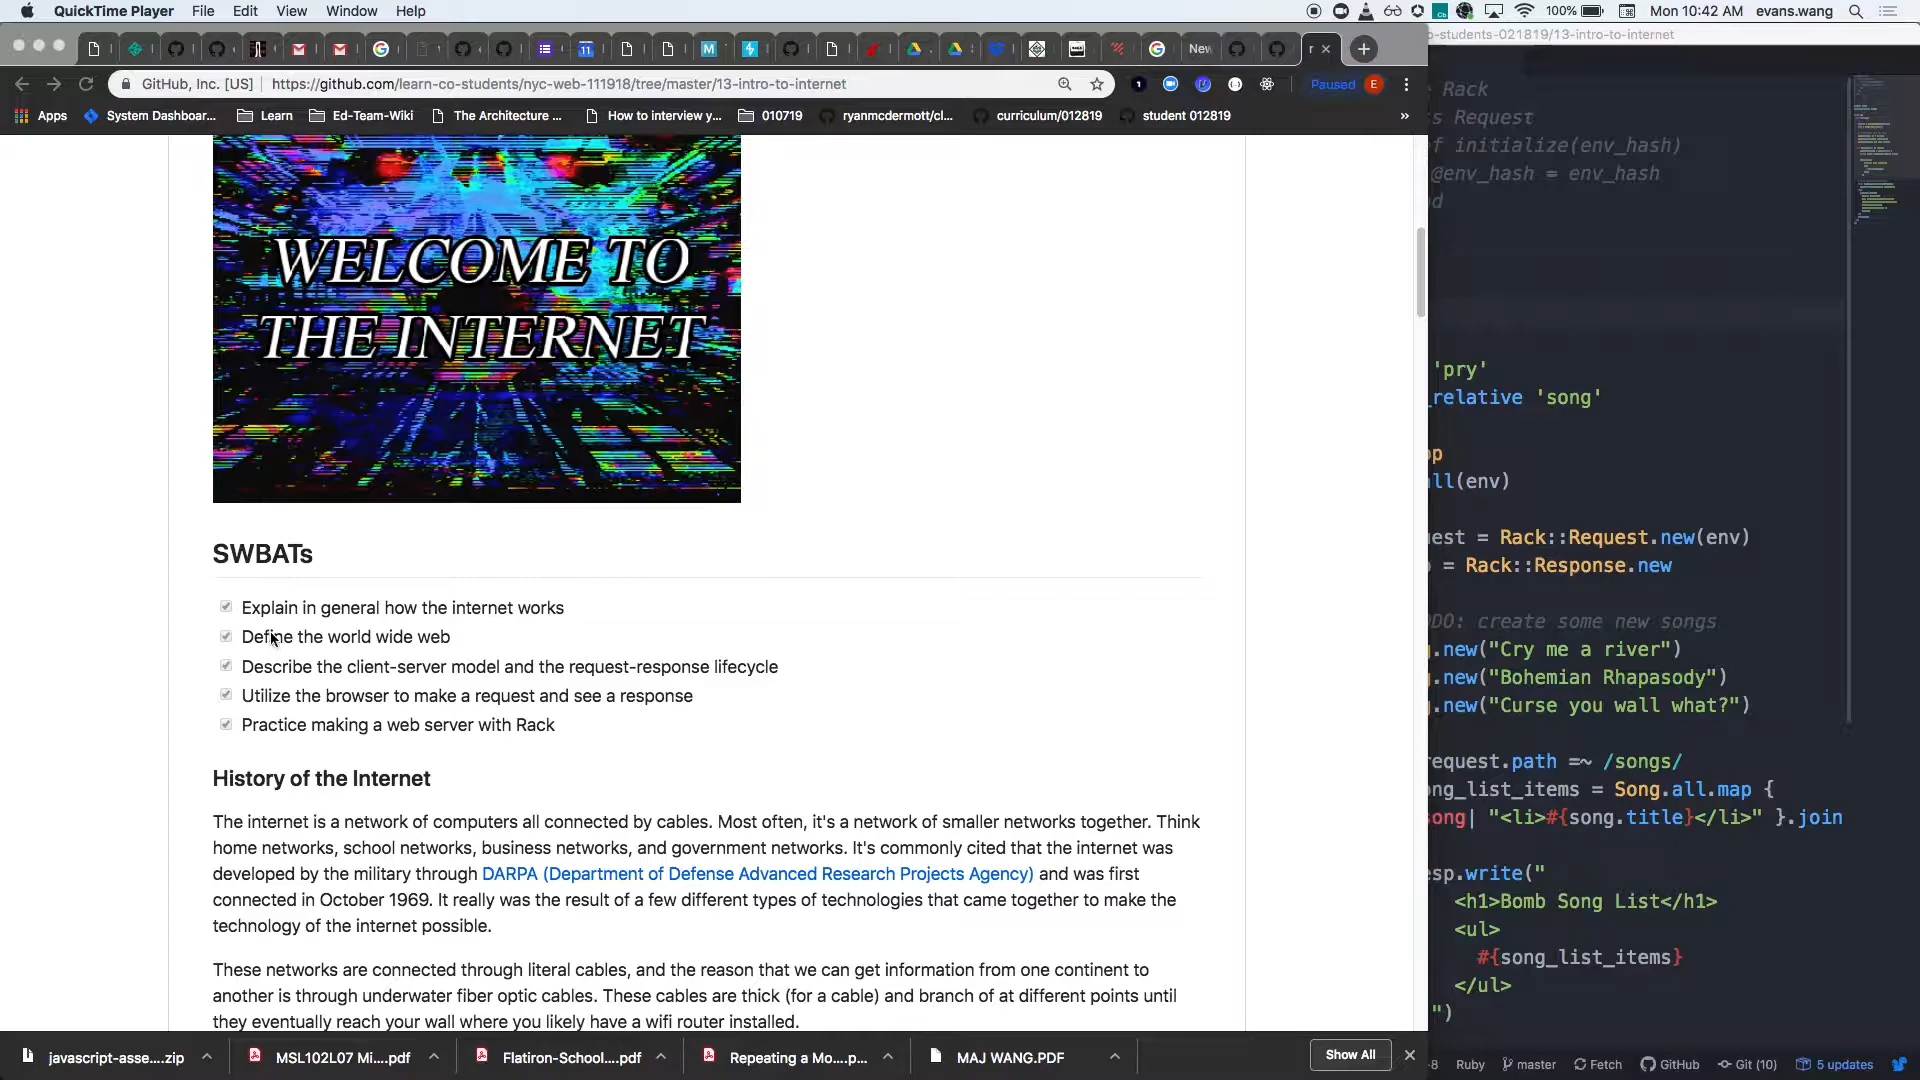 QuickTime Player File Edit View Window Help
100% Mon 10:42 AM evans.wang
New
co-students-021819/13-intro-to-internet
GitHub, Inc. [US] https://github.com/learn-co-students/nyc-web-111918/tree/master/13-intro-to-internet
Paused E
Apps System Dashboar... Learn Ed-Team-Wiki The Architecture ... How to interview y... 010719 ryanmcdermott/cl... curriculum/012819 student 012819 »
WELCOME TO
THE INTERNET
SWBATs
Explain in general how the internet works
Define the world wide web
Describe the client-server model and the request-response lifecycle
Utilize the browser to make a request and see a response
Practice making a web server with Rack
History of the Internet
The internet is a network of computers all connected by cables. Most often, it's a network of smaller networks together. Think
home networks, school networks, business networks, and government networks. It's commonly cited that the internet was
developed by the military through DARPA (Department of Defense Advanced Research Projects Agency) and was first
connected in October 1969. It really was the result of a few different types of technologies that came together to make the
technology of the internet possible.
These networks are connected through literal cables, and the reason that we can get information from one continent to
another is through underwater fiber optic cables. These cables are thick (for a cable) and branch of at different points until
they eventually reach your wall where you likely have a wifi router installed.
Rack
s Request
f initialize(env_hash)
@env_hash = env_hash
d
'pry'
_relative 'song'
pp
all(env)
uest = Rack::Request.new(env)
= Rack::Response.new
ODO: create some new songs
g.new("Cry me a river")
g.new("Bohemian Rhapasody")
g.new("Curse you wall what?")
request.path =~ /songs/
ong_list_items = Song.all.map {
song| "<li>#{song.title}</li>" }.join
esp.write("
<h1>Bomb Song List</h1>
<ul>
#{song_list_items}
</ul>
")
javascript-asse....zip MSL102L07 Mi....pdf Flatiron-School....pdf Repeating a Mo....p... MAJ WANG.PDF Show All
-8 Ruby master Fetch GitHub Git (10) 5 updates